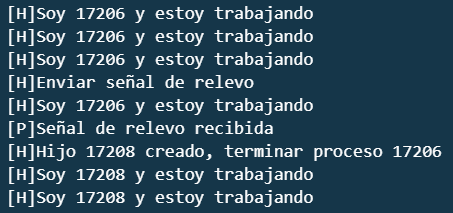 [H]Soy 17206 y estoy trabajando
[H]Soy 17206 y estoy trabajando
[H]Soy 17206 y estoy trabajando
[H]Enviar señal de relevo
[H]Soy 17206 y estoy trabajando
[P]Señal de relevo recibida
[H]Hijo 17208 creado, terminar proceso 17206
[H]Soy 17208 y estoy trabajando
[H]Soy 17208 y estoy trabajando